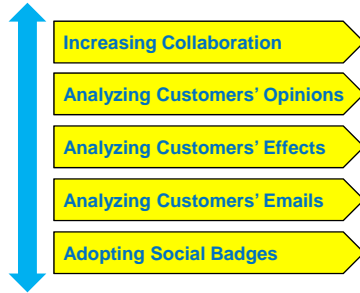 Increasing Collaboration
Analyzing Customers’ Opinions
Analyzing Customers’ Effects
Analyzing Customers’ Emails
Adopting Social Badges